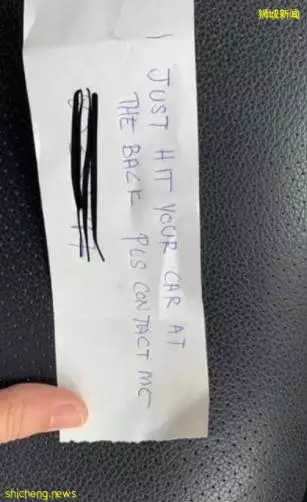 狮城新闻
I JUST HIT YOUR CAR AT
THE BACK PLS CONTACT ME
shicheng.news